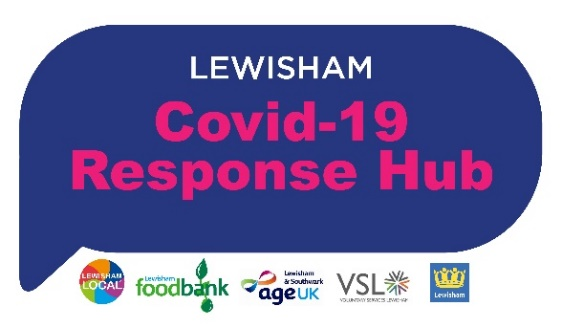 LEWISHAM
Covid-19
Response Hub
LEWISHAM
LOCAL
Lewisham
foodbank
Lewisham
& Southwark
age UK
VSL
VOLUNTARY SERVICES LEWISHAM
Lewisham